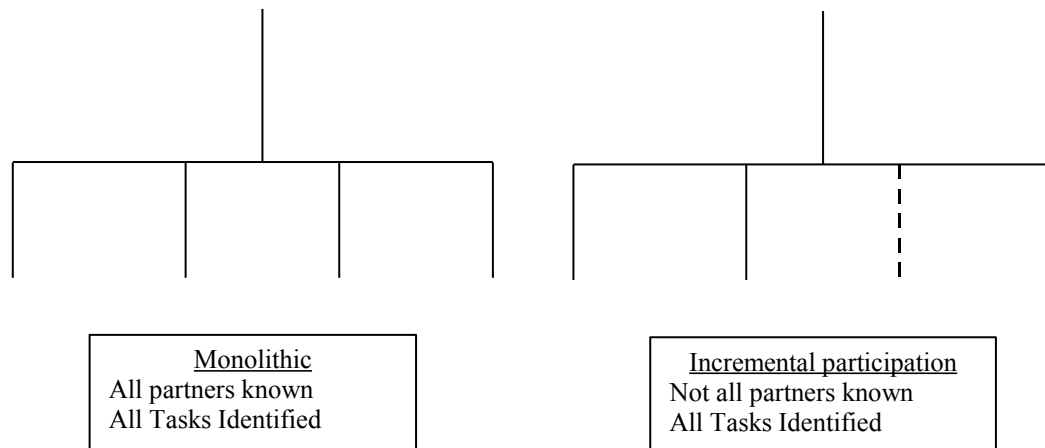 Monolithic
All partners known
All Tasks Identified
Incremental participation
Not all partners known
All Tasks Identified